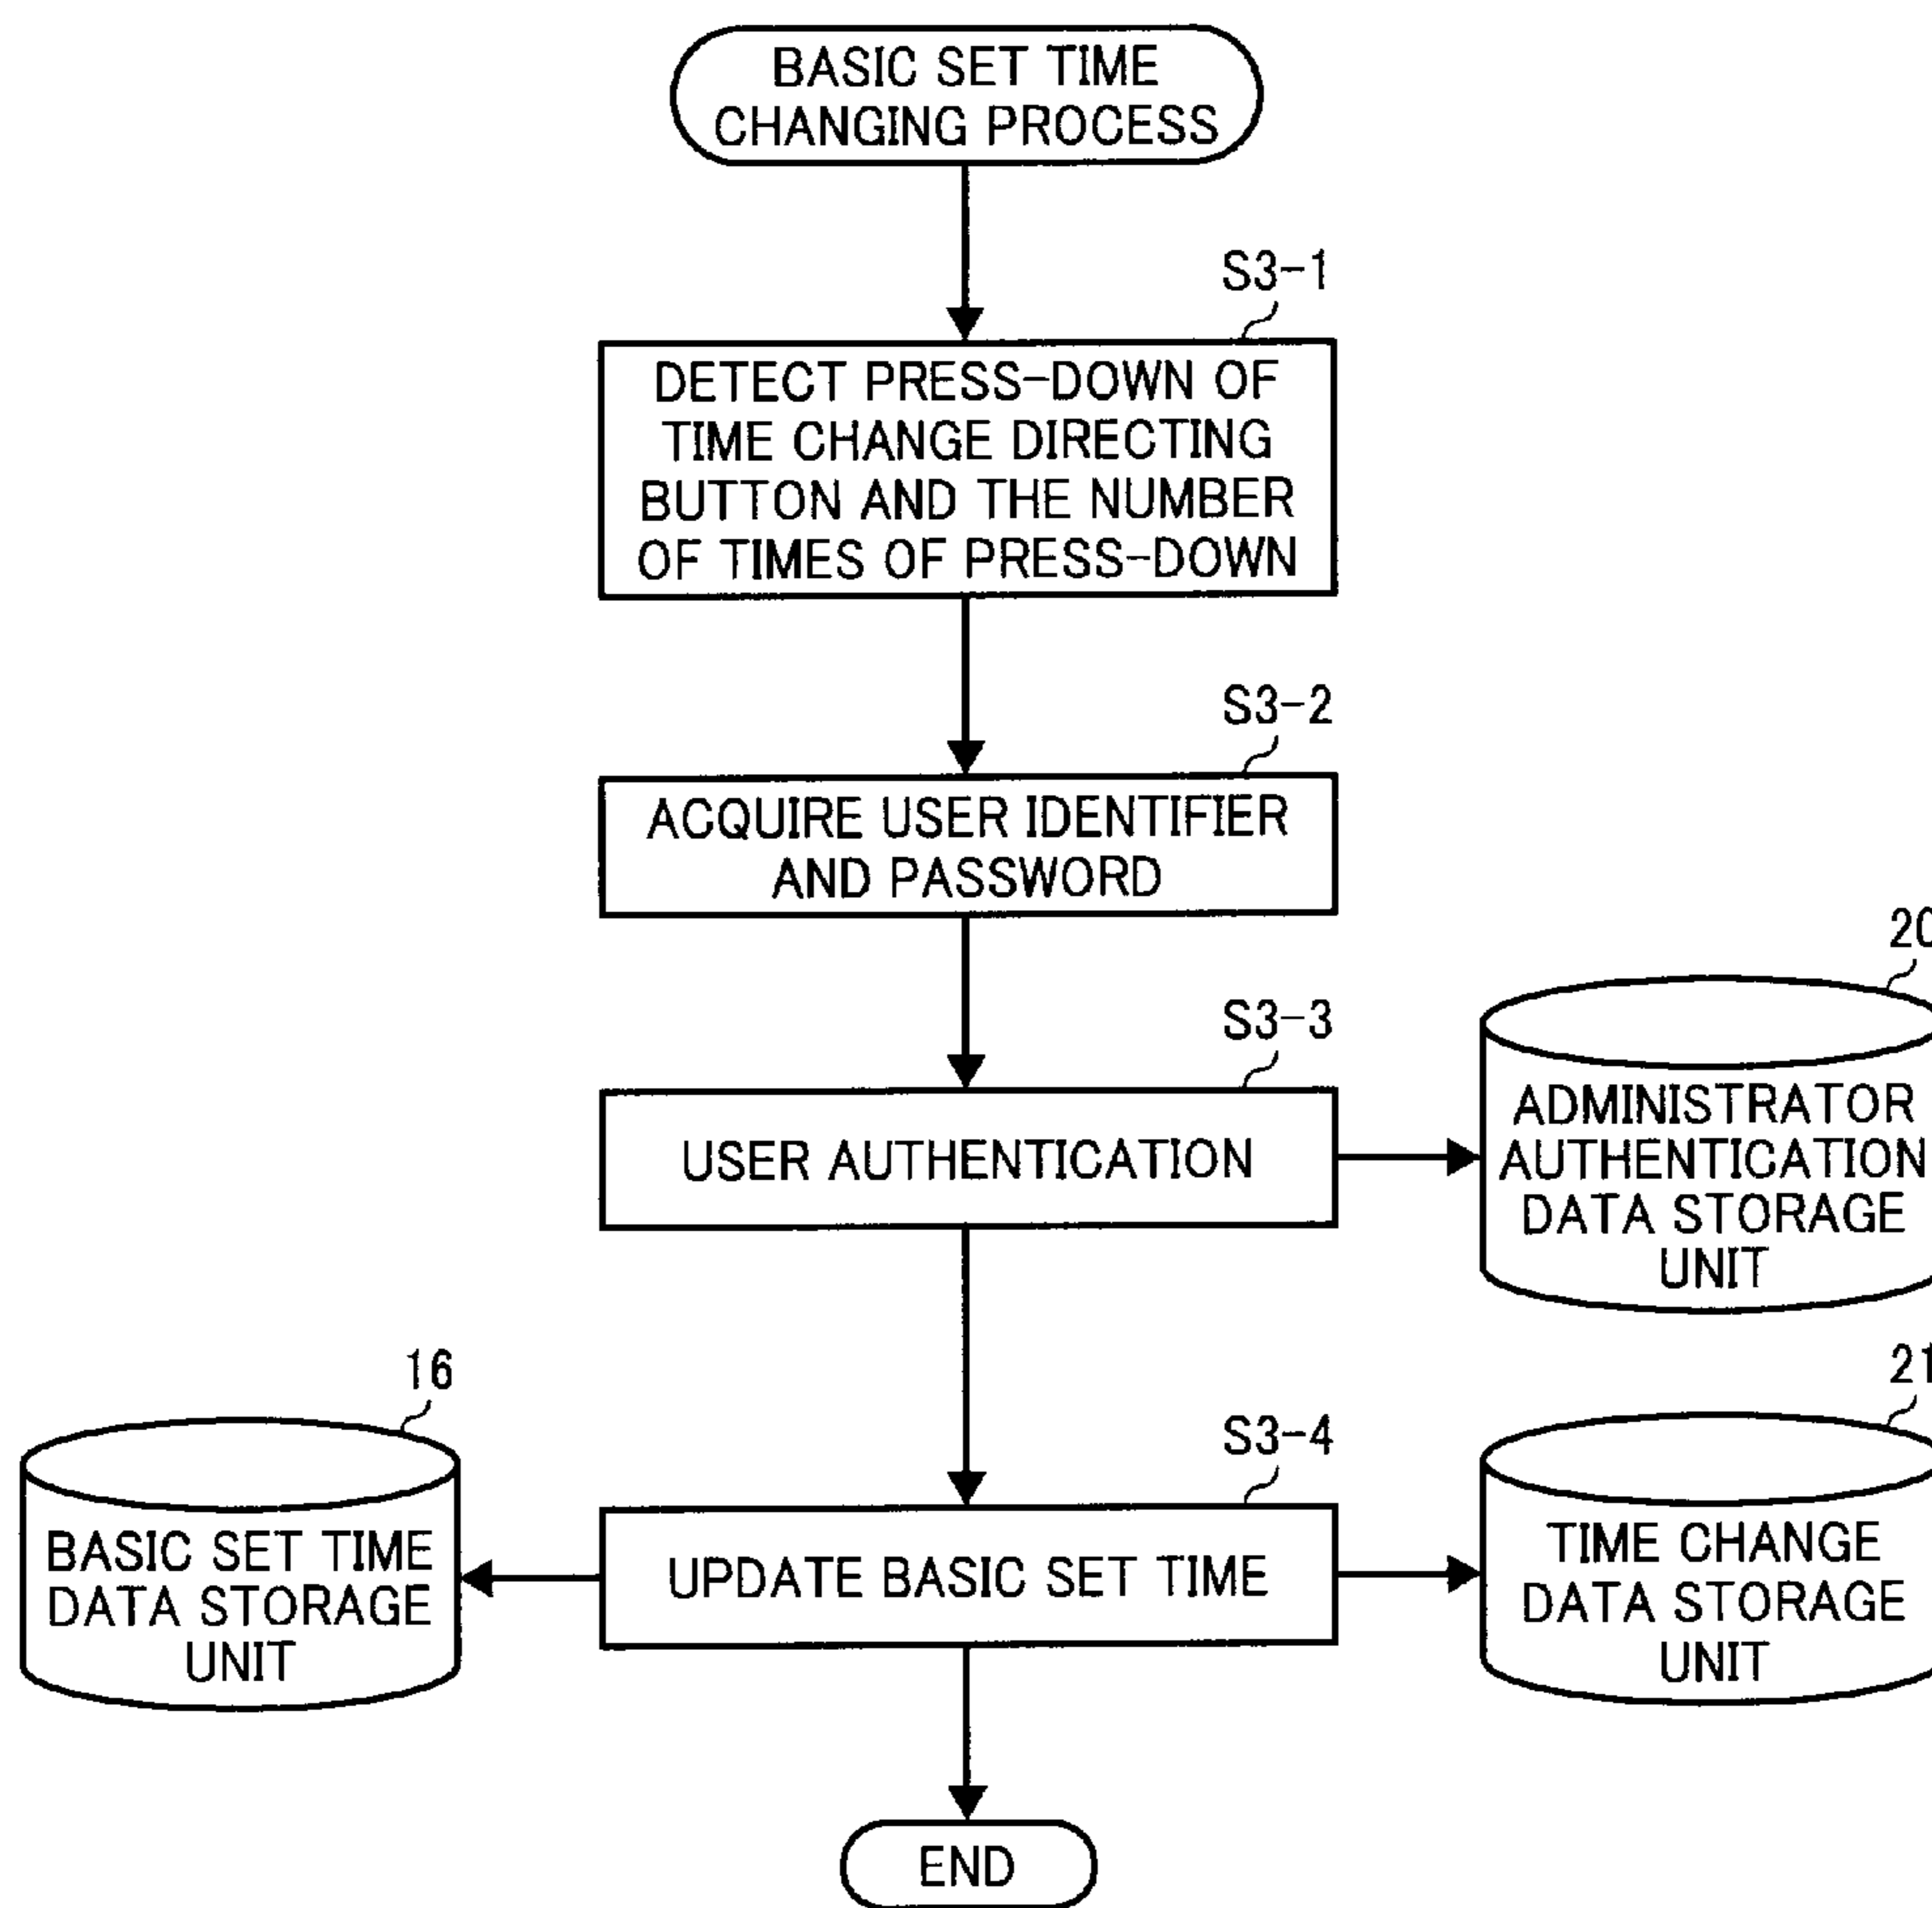 BASIC SET TIME
CHANGING PROCESS
S3-1
DETECT PRESS-DOWN OF
TIME CHANGE DIRECTING
BUTTON AND THE NUMBER
OF TIMES OF PRESS-DOWN
S3-2
ACQUIRE USER IDENTIFIER
AND PASSWORD
20
S3-3
USER AUTHENTICATION
ADMINISTRATOR
AUTHENTICATION
DATA STORAGE
UNIT
16
S3-4
21
BASIC SET TIME
DATA STORAGE
UNIT
UPDATE BASIC SET TIME
TIME CHANGE
DATA STORAGE
UNIT
END